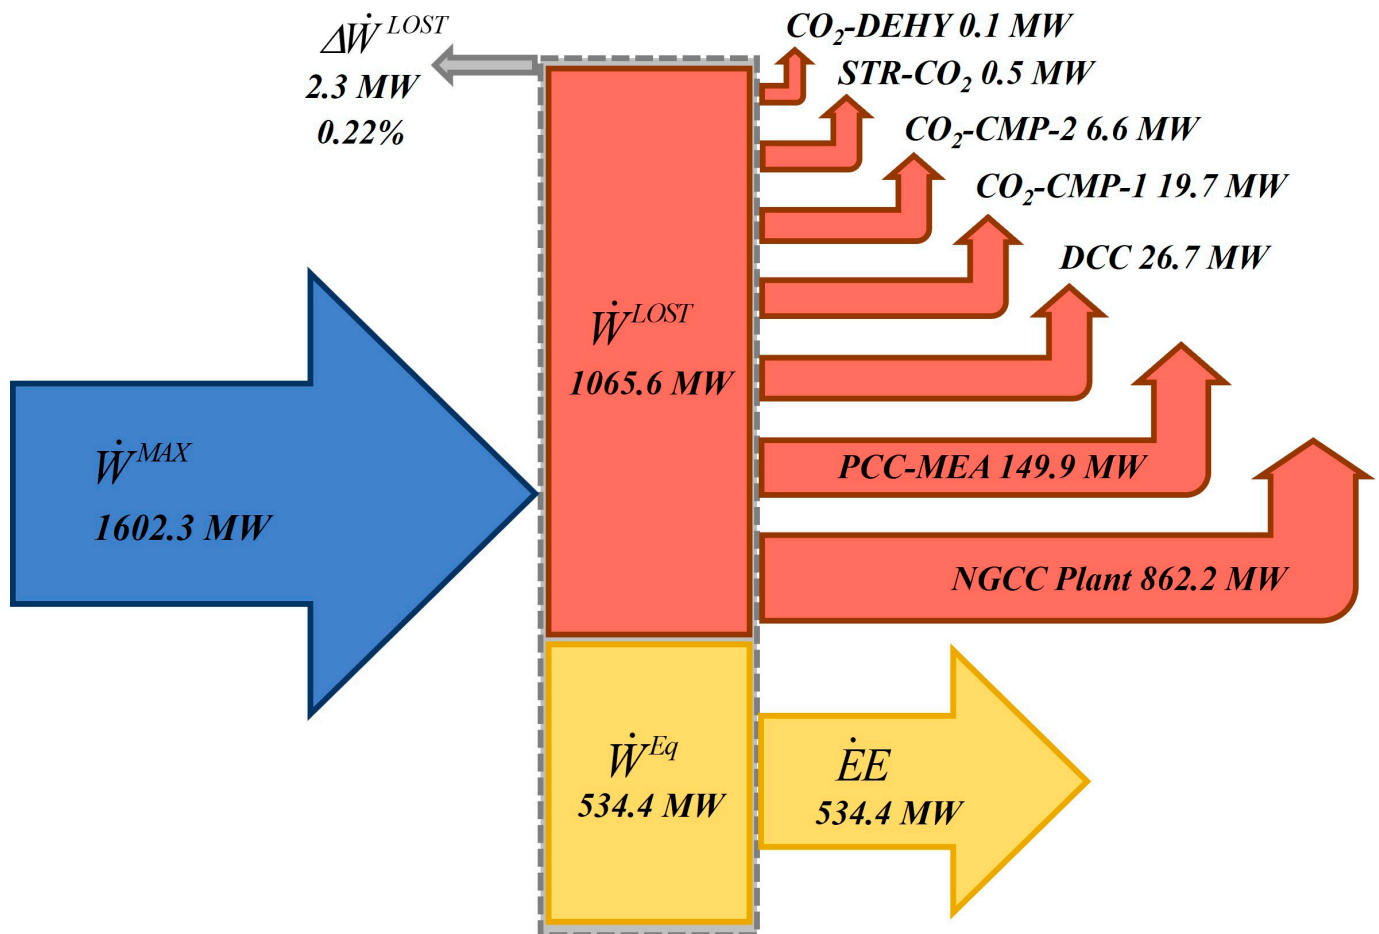 ΔẆ^LOST
2.3 MW
0.22%
CO₂-DEHY 0.1 MW
STR-CO₂ 0.5 MW
CO₂-CMP-2 6.6 MW
CO₂-CMP-1 19.7 MW
DCC 26.7 MW
Ẇ^LOST
1065.6 MW
Ẇ^MAX
1602.3 MW
PCC-MEA 149.9 MW
NGCC Plant 862.2 MW
Ẇ^Eq
534.4 MW
ĖE
534.4 MW